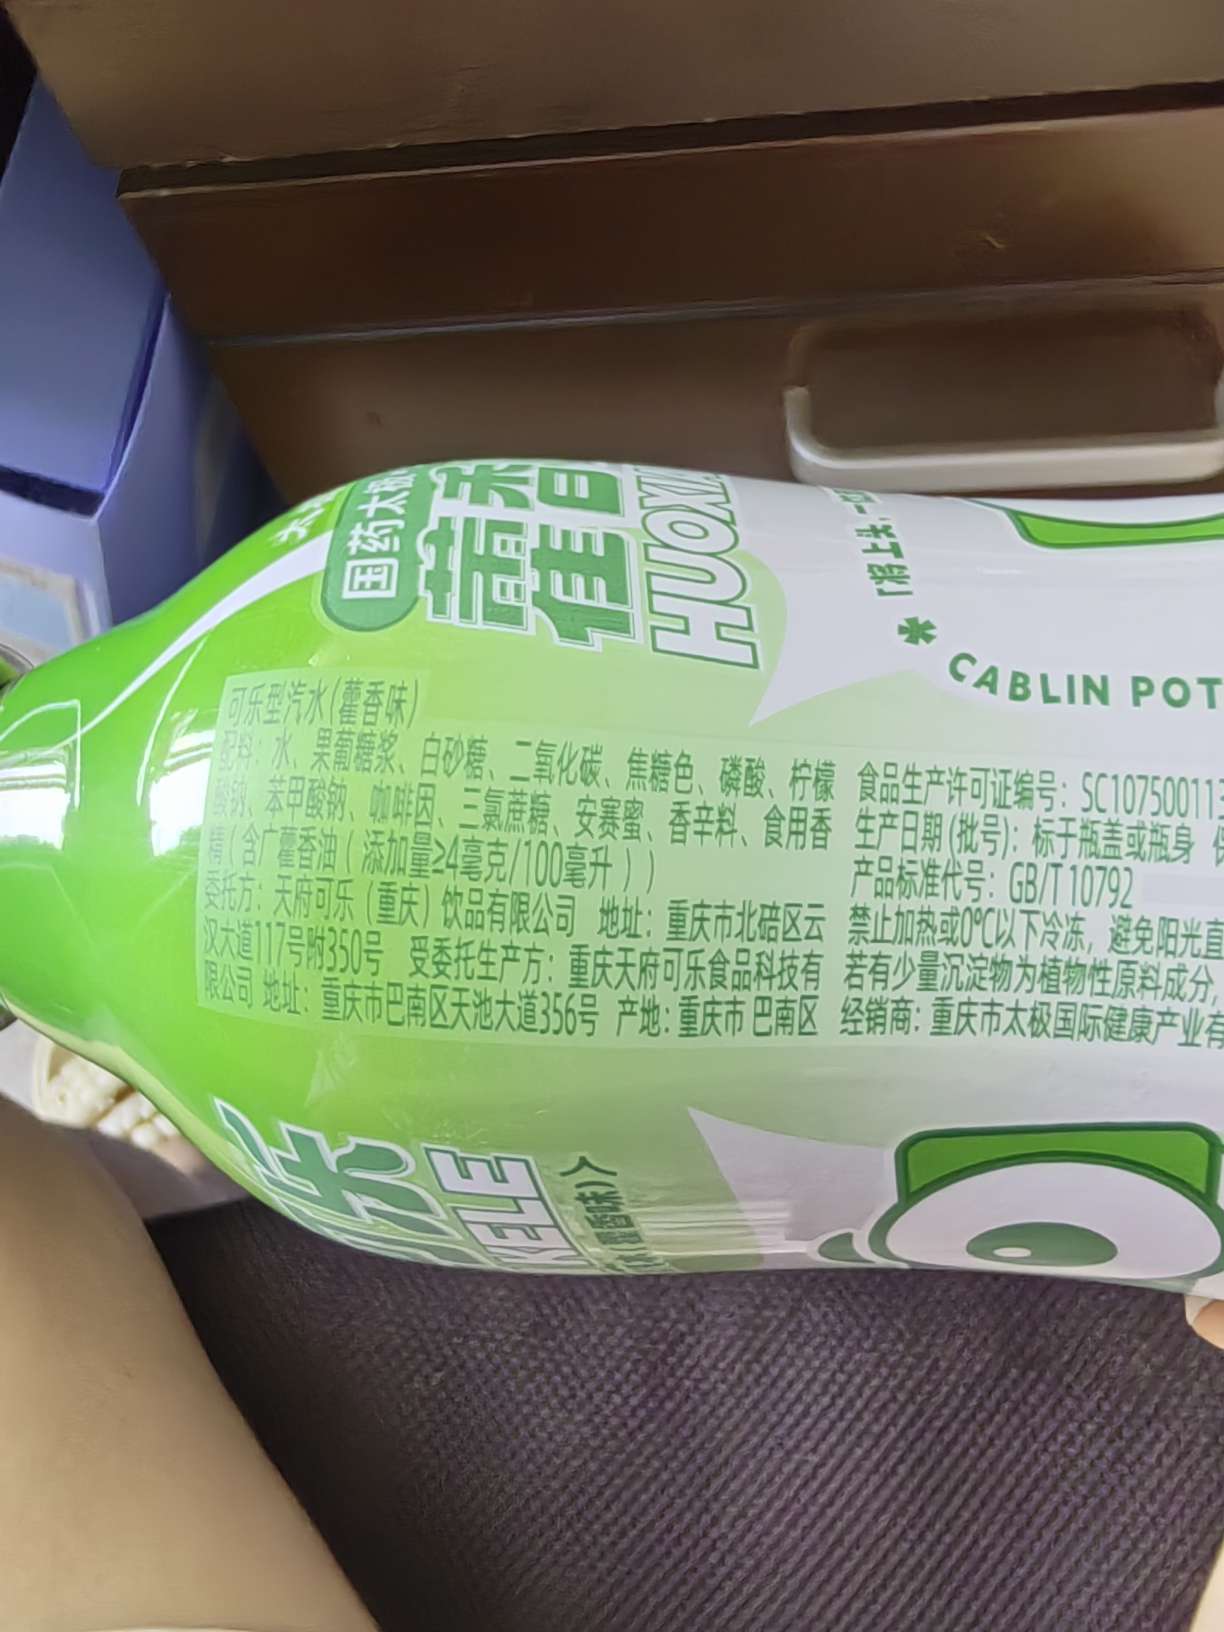 国药太极
藿香
HUOXI
「将上头,一
CABLIN POT
可乐型汽水(藿香味)
配料:水、果葡糖浆、白砂糖、二氧化碳、焦糖色、磷酸、柠檬
酸钠、苯甲酸钠、咖啡因、三氯蔗糖、安赛蜜、香辛料、食用香
精(含广藿香油(添加量≥4毫克/100毫升))
委托方:天府可乐(重庆)饮品有限公司 地址:重庆市北碚区云
汉大道117号附350号 受委托生产方:重庆天府可乐食品科技有
限公司 地址:重庆市巴南区天池大道356号 产地:重庆市 巴南区
食品生产许可证编号:SC107500113
生产日期(批号):标于瓶盖或瓶身
产品标准代号:GB/T 10792
禁止加热或0℃以下冷冻,避免阳光直
若有少量沉淀物为植物性原料成分,
经销商:重庆市太极国际健康产业有
乐
KELE
水(藿香味)